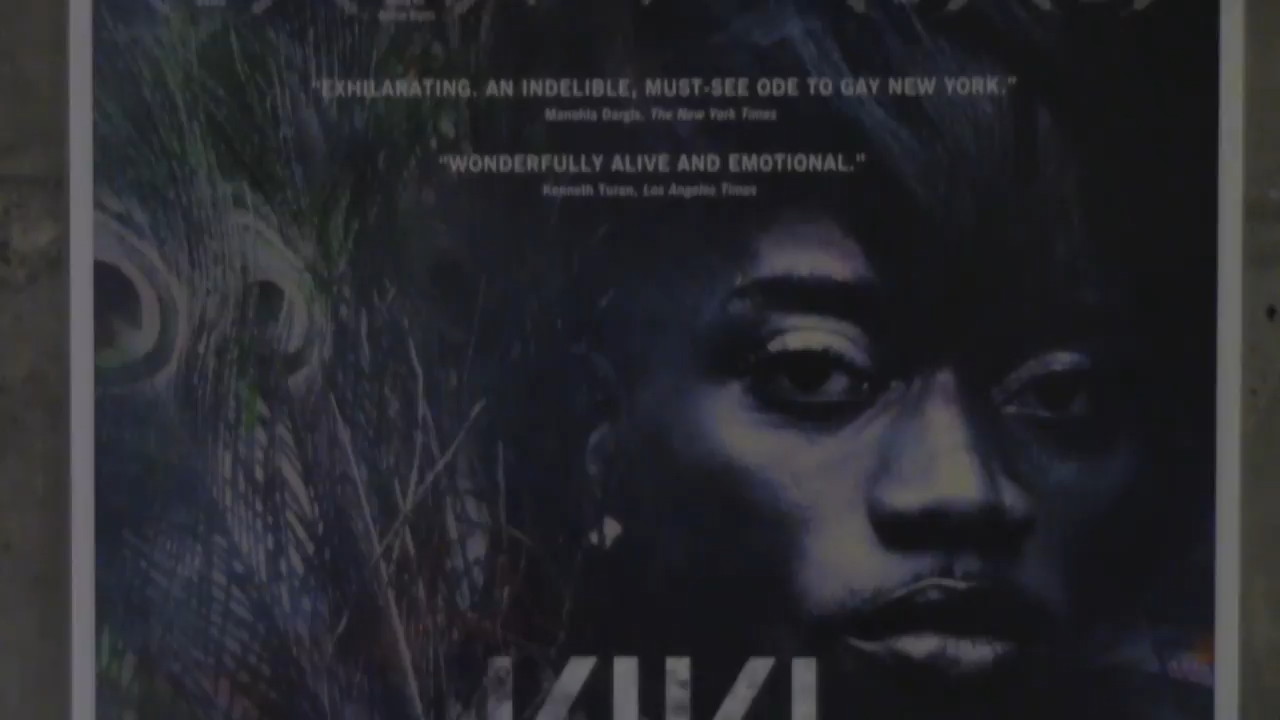 "EXHILARATING. AN INDELIBLE, MUST-SEE ODE TO GAY NEW YORK."
Manohla Dargis, The New York Times
"WONDERFULLY ALIVE AND EMOTIONAL."
Kenneth Turan, Los Angeles Times
KIKI